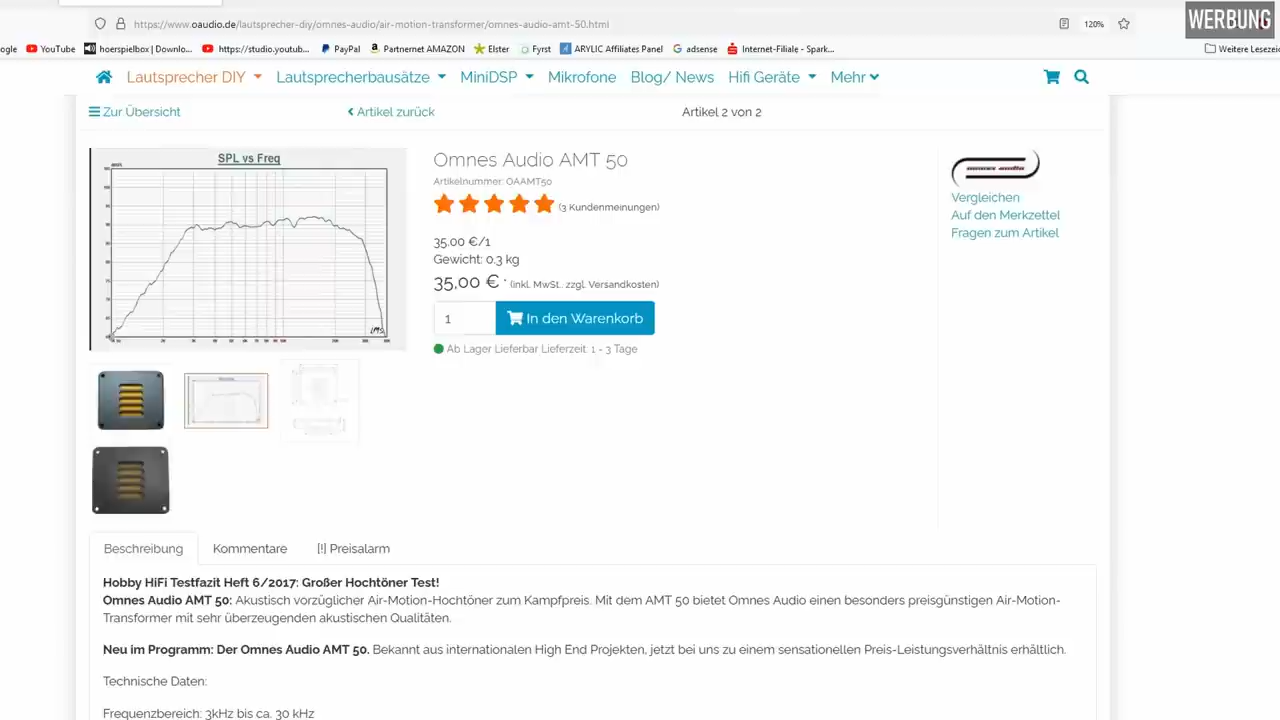 WERBUNG
https://www.oaudio.de/lautsprecher-diy/omnes-audio/air-motion-transformer/omnes-audio-amt-50.html
120%
ogle YouTube hoerspielbox | Downlo... https://studio.youtub... PayPal Partnernet AMAZON Elster Fyrst ARYLIC Affiliates Panel adsense Internet-Filiale - Spark... Weitere Lesezei
Lautsprecher DIY Lautsprecherbausätze MiniDSP Mikrofone Blog/ News Hifi Geräte Mehr
Zur Übersicht Artikel zurück Artikel 2 von 2
SPL vs Freq
LMS
Omnes Audio AMT 50
Artikelnummer: OAAMT50
(3 Kundenmeinungen)
35,00 €/1
Gewicht: 0.3 kg
35,00 € * (inkl. MwSt., zzgl. Versandkosten)
1 In den Warenkorb
Ab Lager Lieferbar Lieferzeit: 1 - 3 Tage
omnes audio
Vergleichen
Auf den Merkzettel
Fragen zum Artikel
Beschreibung Kommentare [!] Preisalarm
Hobby HiFi Testfazit Heft 6/2017: Großer Hochtöner Test!
Omnes Audio AMT 50: Akustisch vorzüglicher Air-Motion-Hochtöner zum Kampfpreis. Mit dem AMT 50 bietet Omnes Audio einen besonders preisgünstigen Air-Motion-
Transformer mit sehr überzeugenden akustischen Qualitäten.
Neu im Programm: Der Omnes Audio AMT 50. Bekannt aus internationalen High End Projekten, jetzt bei uns zu einem sensationellen Preis-Leistungsverhältnis erhältlich.
Technische Daten:
Frequenzbereich: 3kHz bis ca. 30 kHz